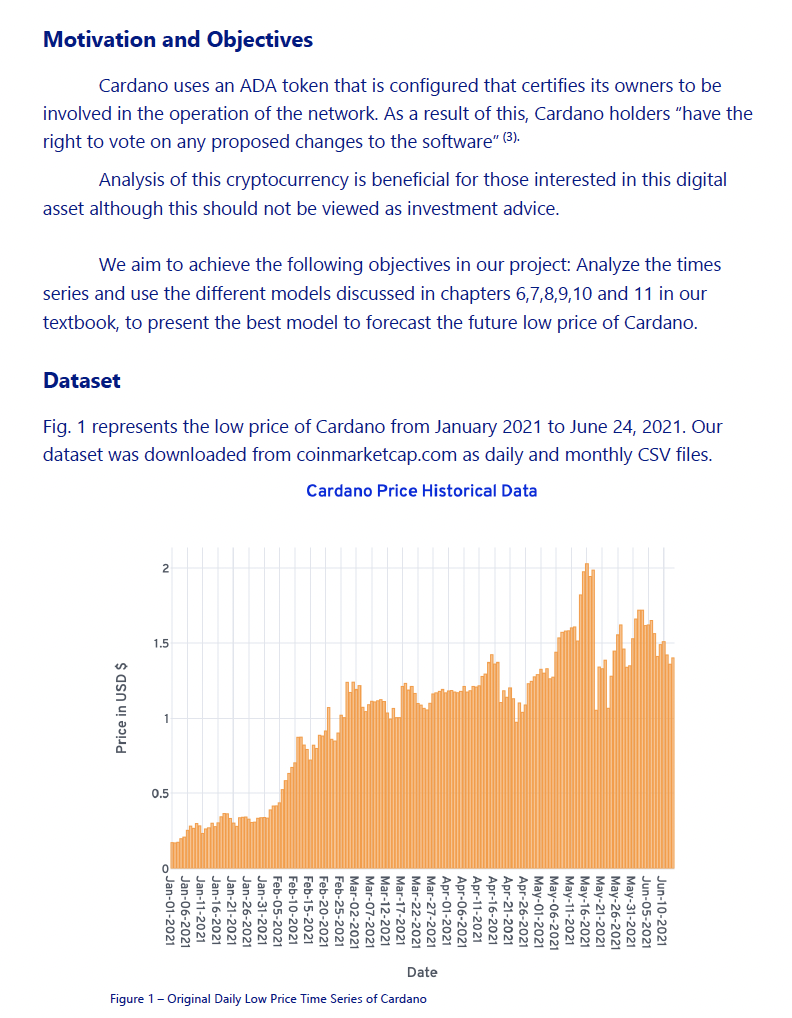 Motivation and Objectives
Cardano uses an ADA token that is configured that certifies its owners to be
involved in the operation of the network. As a result of this, Cardano holders “have the
right to vote on any proposed changes to the software” (3).
Analysis of this cryptocurrency is beneficial for those interested in this digital
asset although this should not be viewed as investment advice.
We aim to achieve the following objectives in our project: Analyze the times
series and use the different models discussed in chapters 6,7,8,9,10 and 11 in our
textbook, to present the best model to forecast the future low price of Cardano.
Dataset
Fig. 1 represents the low price of Cardano from January 2021 to June 24, 2021. Our
dataset was downloaded from coinmarketcap.com as daily and monthly CSV files.
Cardano Price Historical Data
2
1.5
1
0.5
0
Price in USD $
Jan-01-2021
Jan-06-2021
Jan-11-2021
Jan-16-2021
Jan-21-2021
Jan-26-2021
Jan-31-2021
Feb-05-2021
Feb-10-2021
Feb-15-2021
Feb-20-2021
Feb-25-2021
Mar-02-2021
Mar-07-2021
Mar-12-2021
Mar-17-2021
Mar-22-2021
Mar-27-2021
Apr-01-2021
Apr-06-2021
Apr-11-2021
Apr-16-2021
Apr-21-2021
Apr-26-2021
May-01-2021
May-06-2021
May-11-2021
May-16-2021
May-21-2021
May-26-2021
May-31-2021
Jun-05-2021
Jun-10-2021
Date
Figure 1 – Original Daily Low Price Time Series of Cardano